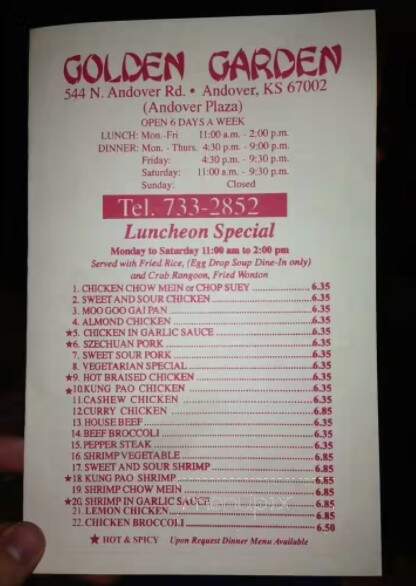 GOLDEN GARDEN
544 N. Andover Rd. • Andover, KS 67002
(Andover Plaza)
OPEN 6 DAYS A WEEK
LUNCH: Mon.-Fri 11:00 a.m. - 2:00 p.m.
DINNER: Mon. - Thurs. 4:30 p.m. - 9:00 p.m.
Friday: 4:30 p.m. - 9:30 p.m.
Saturday: 11:00 a.m. - 9:30 p.m.
Sunday: Closed
Tel. 733-2852
Luncheon Special
Monday to Saturday 11:00 am to 2:00 pm
Served with Fried Rice, (Egg Drop Soup Dine-In only)
and Crab Rangoon, Fried Wonton
1. CHICKEN CHOW MEIN or CHOP SUEY 6.35
2. SWEET AND SOUR CHICKEN 6.35
3. MOO GOO GAI PAN 6.35
4. ALMOND CHICKEN 6.35
★5. CHICKEN IN GARLIC SAUCE 6.35
★6. SZECHUAN PORK 6.35
7. SWEET SOUR PORK 6.35
8. VEGETARIAN SPECIAL 6.35
★9. HOT BRAISED CHICKEN 6.35
★10. KUNG PAO CHICKEN 6.35
11. CASHEW CHICKEN 6.35
12. CURRY CHICKEN 6.85
13. HOUSE BEEF 6.35
14. BEEF BROCCOLI 6.35
15. PEPPER STEAK 6.35
16. SHRIMP VEGETABLE 6.85
17. SWEET AND SOUR SHRIMP 6.85
★18 KUNG PAO SHRIMP 6.85
19. SHRIMP CHOW MEIN 6.85
★20. SHRIMP IN GARLIC SAUCE 6.85
21. LEMON CHICKEN 6.85
22. CHICKEN BROCCOLI 6.50
★ HOT & SPICY Upon Request Dinner Menu Available